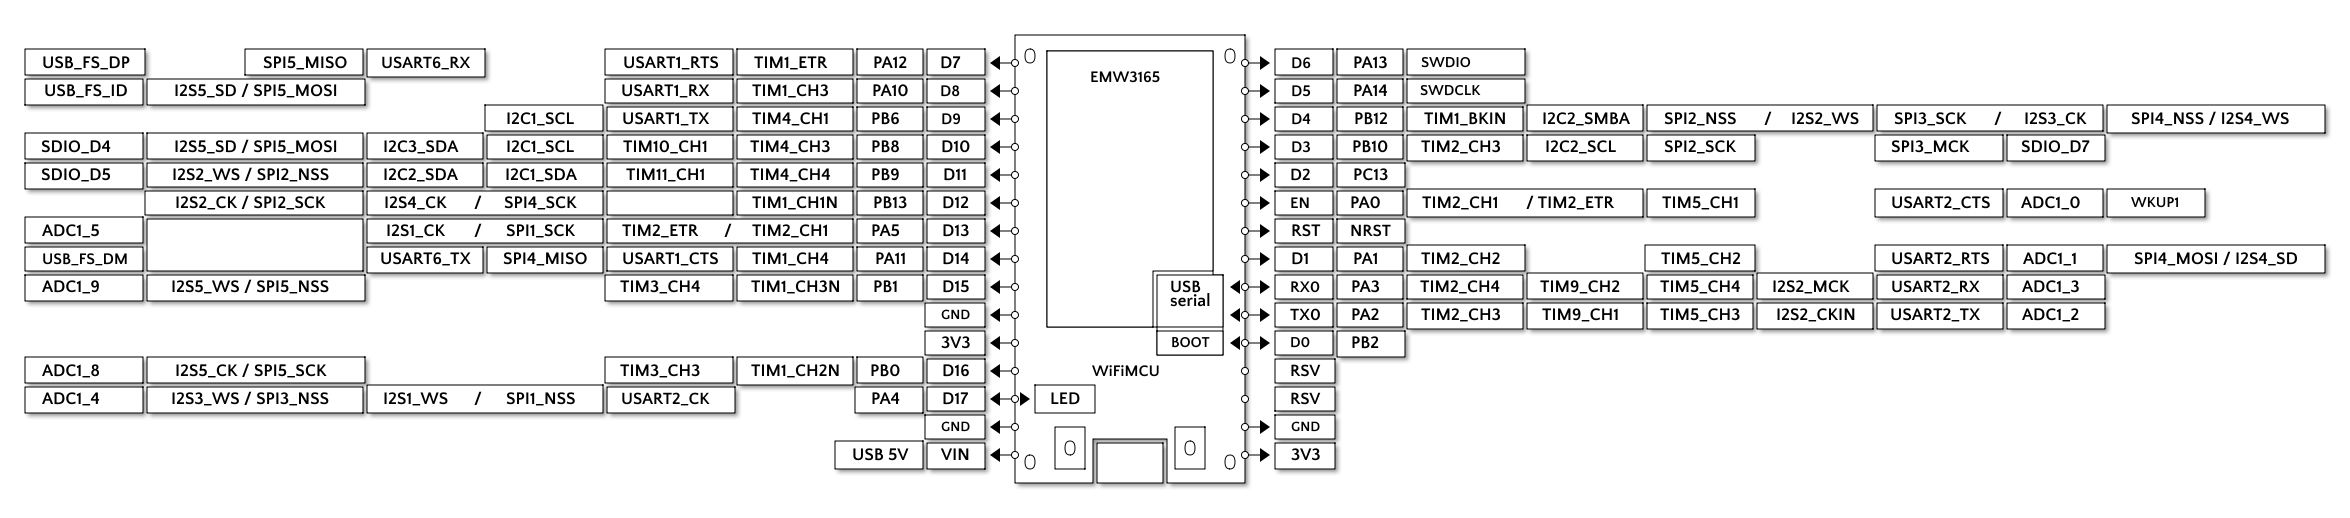 USB_FS_DP SPI5_MISO USART6_RX USART1_RTS TIM1_ETR PA12 D7 D6 PA13 SWDIO
EMW3165
USB_FS_ID I2S5_SD / SPI5_MOSI USART1_RX TIM1_CH3 PA10 D8 D5 PA14 SWDCLK
I2C1_SCL USART1_TX TIM4_CH1 PB6 D9 D4 PB12 TIM1_BKIN I2C2_SMBA SPI2_NSS / I2S2_WS SPI3_SCK / I2S3_CK SPI4_NSS / I2S4_WS
SDIO_D4 I2S5_SD / SPI5_MOSI I2C3_SDA I2C1_SCL TIM10_CH1 TIM4_CH3 PB8 D10 D3 PB10 TIM2_CH3 I2C2_SCL SPI2_SCK SPI3_MCK SDIO_D7
SDIO_D5 I2S2_WS / SPI2_NSS I2C2_SDA I2C1_SDA TIM11_CH1 TIM4_CH4 PB9 D11 D2 PC13
I2S2_CK / SPI2_SCK I2S4_CK / SPI4_SCK TIM1_CH1N PB13 D12 EN PA0 TIM2_CH1 / TIM2_ETR TIM5_CH1 USART2_CTS ADC1_0 WKUP1
ADC1_5 I2S1_CK / SPI1_SCK TIM2_ETR / TIM2_CH1 PA5 D13 RST NRST
USB_FS_DM USART6_TX SPI4_MISO USART1_CTS TIM1_CH4 PA11 D14 D1 PA1 TIM2_CH2 TIM5_CH2 USART2_RTS ADC1_1 SPI4_MOSI / I2S4_SD
ADC1_9 I2S5_WS / SPI5_NSS TIM3_CH4 TIM1_CH3N PB1 D15 USB RX0 PA3 TIM2_CH4 TIM9_CH2 TIM5_CH4 I2S2_MCK USART2_RX ADC1_3
serial
GND TX0 PA2 TIM2_CH3 TIM9_CH1 TIM5_CH3 I2S2_CKIN USART2_TX ADC1_2
3V3 BOOT D0 PB2
ADC1_8 I2S5_CK / SPI5_SCK TIM3_CH3 TIM1_CH2N PB0 D16 WiFiMCU RSV
ADC1_4 I2S3_WS / SPI3_NSS I2S1_WS / SPI1_NSS USART2_CK PA4 D17 LED RSV
GND GND
USB 5V VIN 3V3